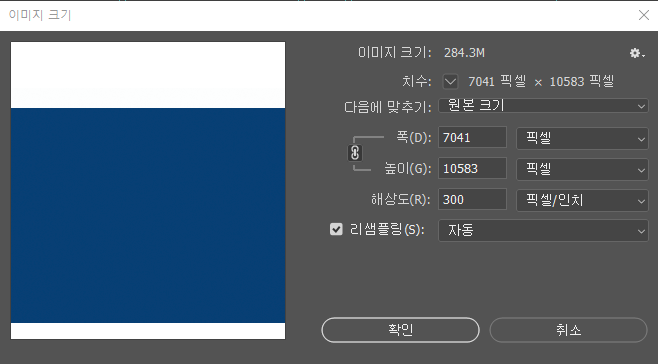 이미지 크기
이미지 크기: 284.3M
치수: 7041 픽셀 × 10583 픽셀
다음에 맞추기: 원본 크기
폭(D): 7041 픽셀
높이(G): 10583 픽셀
해상도(R): 300 픽셀/인치
리샘플링(S): 자동
확인 취소